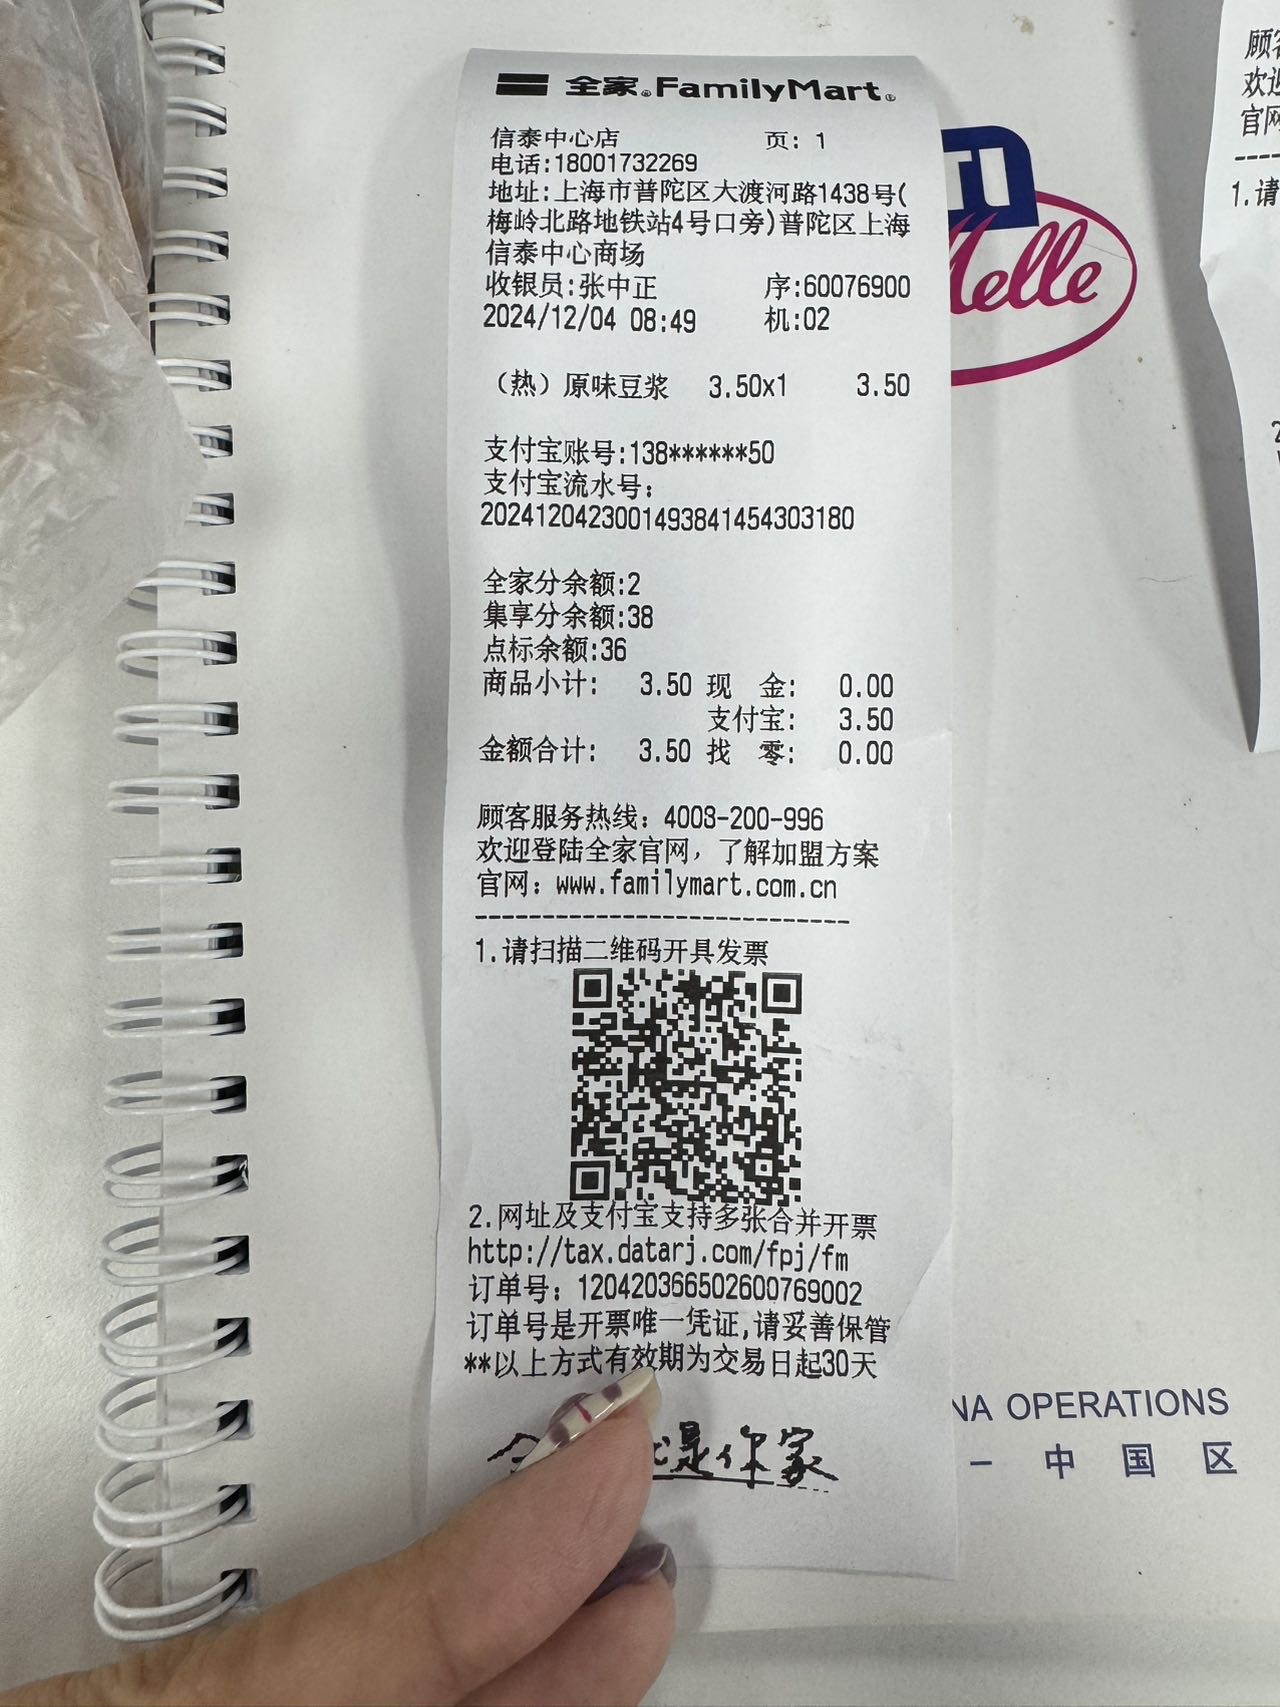 全家 FamilyMart
信泰中心店 页: 1
电话:18001732269
地址:上海市普陀区大渡河路1438号(
梅岭北路地铁站4号口旁)普陀区上海
信泰中心商场
收银员:张中正 序:60076900
2024/12/04 08:49 机:02
(热)原味豆浆 3.50x1 3.50
支付宝账号:138******50
支付宝流水号:
2024120423001493841454303180
全家分余额:2
集享分余额:38
点标余额:36
商品小计: 3.50 现 金: 0.00
支付宝: 3.50
金额合计: 3.50 找 零: 0.00
顾客服务热线: 4008-200-996
欢迎登陆全家官网, 了解加盟方案
官网: www.familymart.com.cn
----------------------------
1.请扫描二维码开具发票
2.网址及支付宝支持多张合并开票
http://tax.datarj.com/fpj/fm
订单号: 120420366502600769002
订单号是开票唯一凭证,请妥善保管
**以上方式有效期为交易日起30天
是你家
TI
Melle
NA OPERATIONS
- 中国区
顾客
欢迎
官网
1.请